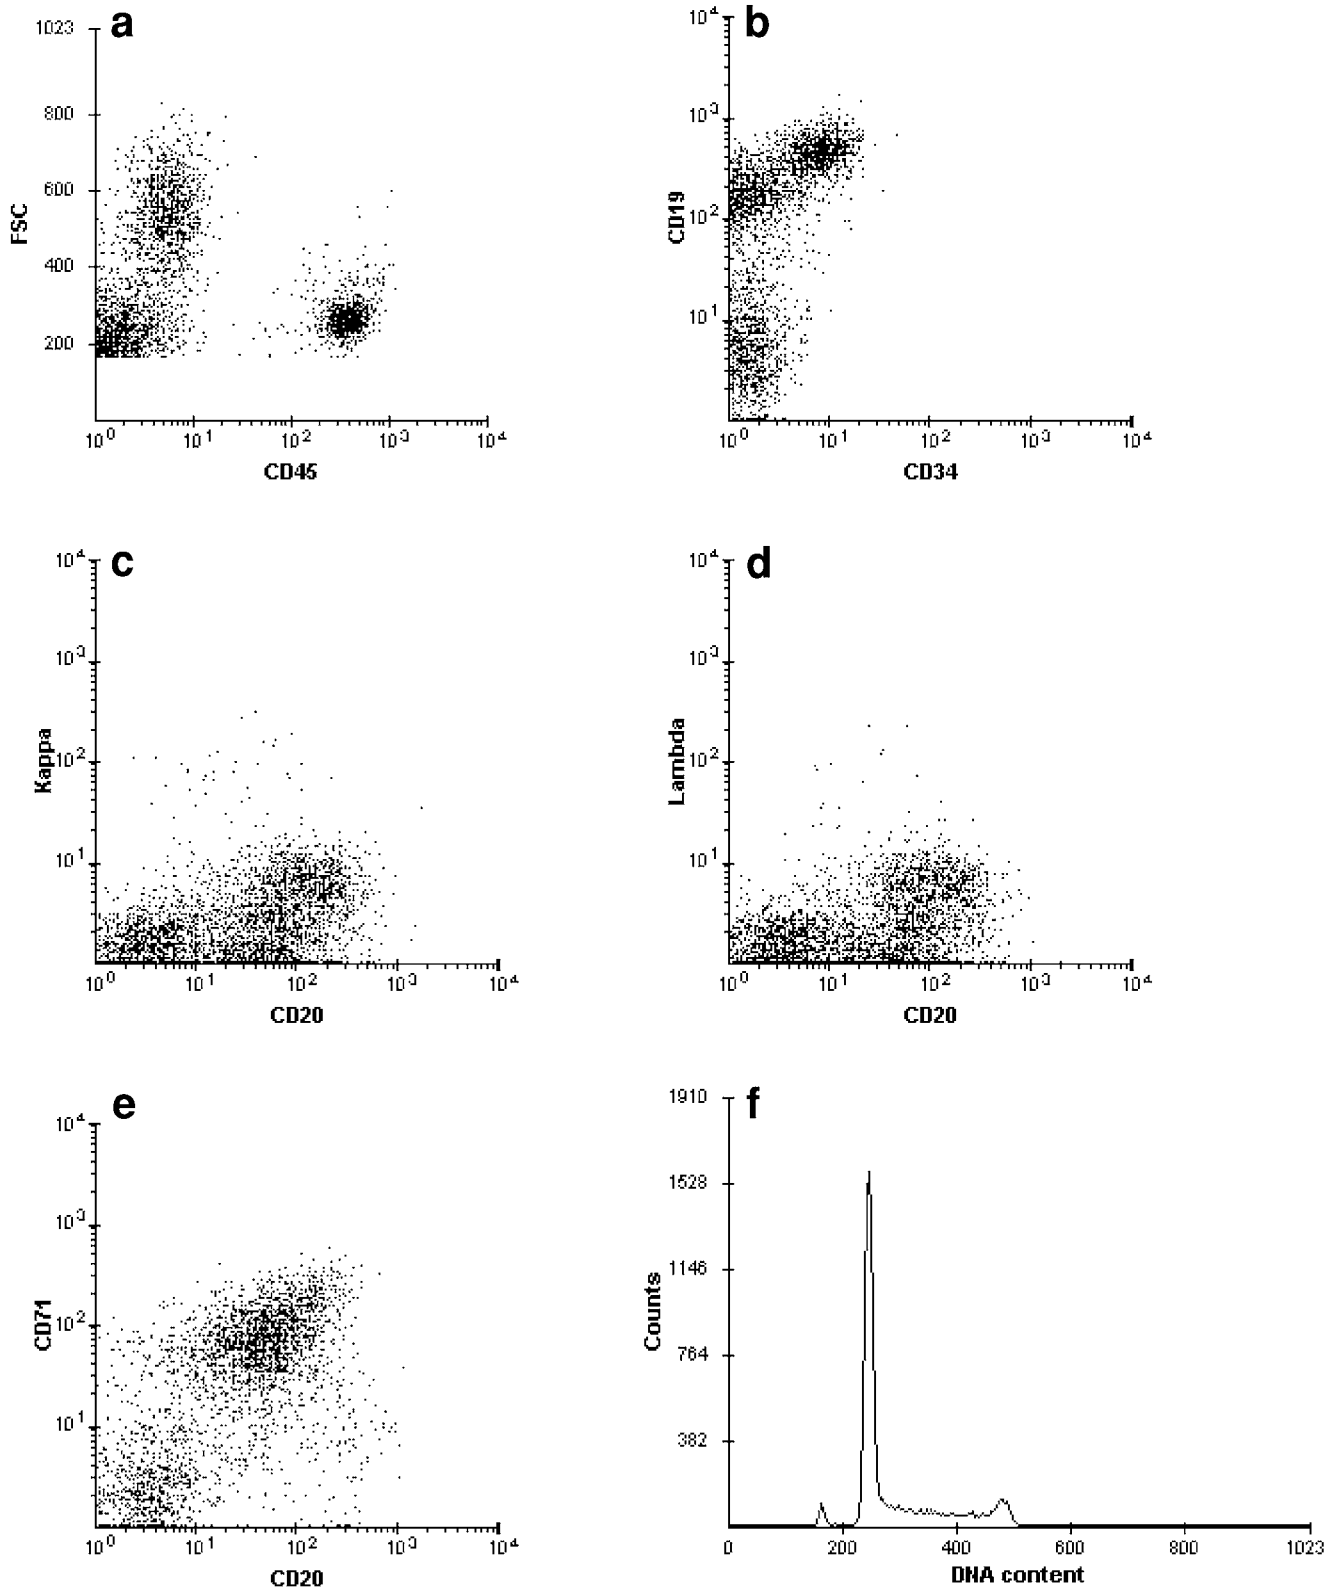 a
1023
800
600
400
200
FSC
10^0 10^1 10^2 10^3 10^4
CD45
b
10^4
10^3
10^2
10^1
CD19
10^0 10^1 10^2 10^3 10^4
CD34
c
10^4
10^3
10^2
10^1
Kappa
10^0 10^1 10^2 10^3 10^4
CD20
d
10^4
10^3
10^2
10^1
Lambda
10^0 10^1 10^2 10^3 10^4
CD20
e
10^4
10^3
10^2
10^1
CD71
10^0 10^1 10^2 10^3 10^4
CD20
f
1910
1528
1146
764
382
Counts
0 200 400 600 800 1023
DNA content